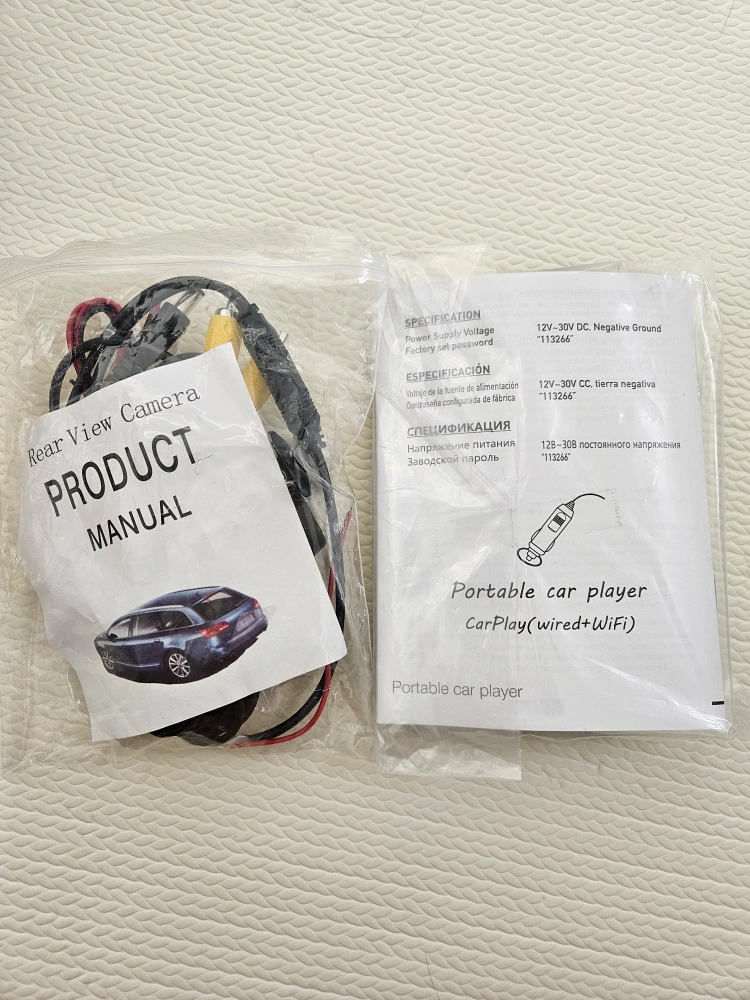 Rear View Camera
PRODUCT
MANUAL
SPECIFICATION
Power Supply Voltage 12V~30V DC, Negative Ground
Factory set password "113266"
ESPECIFICACIÓN
Voltaje de la fuente de alimentación 12V~30V CC, tierra negativa
Contraseña configurada de fábrica "113266"
СПЕЦИФИКАЦИЯ
Напряжение питания 12В~30В постоянного напряжения
Заводской пароль "113266"
Portable car player
CarPlay(wired+WiFi)
Portable car player